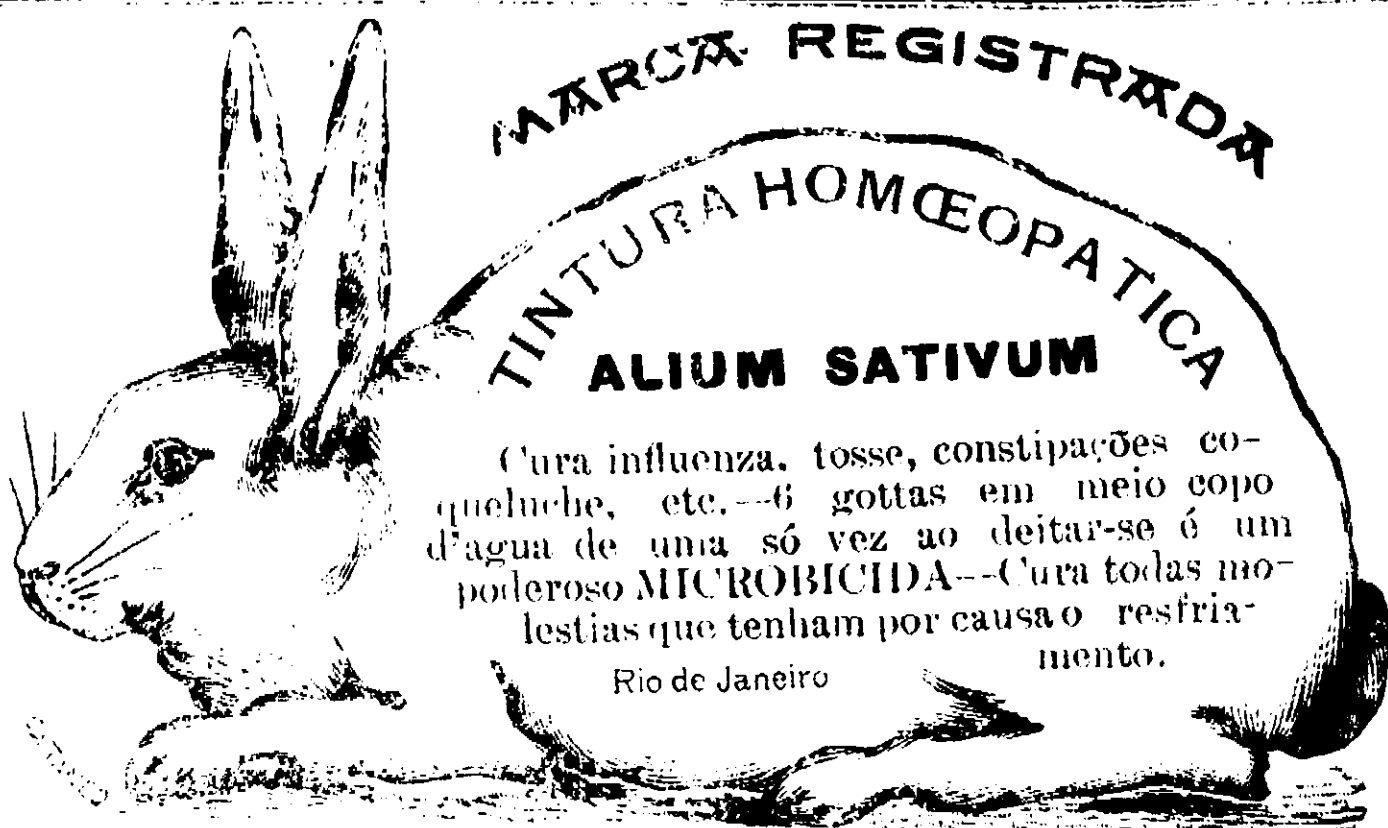 MARCA REGISTRADA
TINTURA HOMŒOPATICA
ALIUM SATIVUM
Cura influenza, tosse, constipações co-
queluche, etc.--6 gottas em meio copo
d'agua de uma só vez ao deitar-se é um
poderoso MICROBICIDA--Cura todas mo-
lestias que tenham por causa o resfria-
mento.
Rio de Janeiro